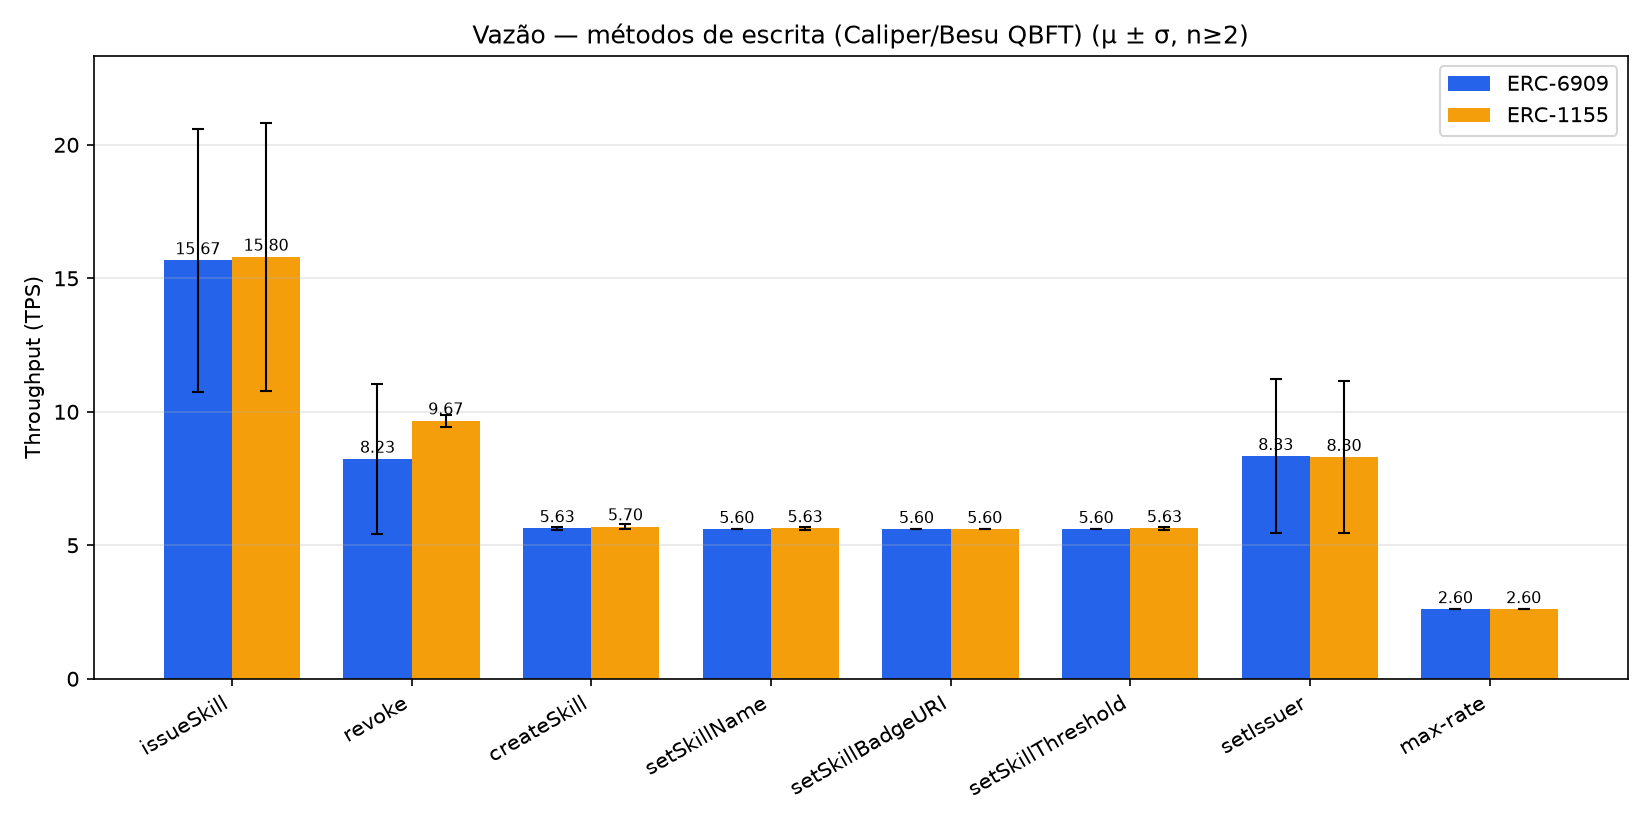 Vazão — métodos de escrita (Caliper/Besu QBFT) (μ ± σ, n≥2)
ERC-6909
ERC-1155
Throughput (TPS)
20
15
10
5
0
15.67 15.80
8.23 9.67
5.63 5.70
5.60 5.63
5.60 5.60
5.60 5.63
8.33 8.30
2.60 2.60
issueSkill
revoke
createSkill
setSkillName
setSkillBadgeURI
setSkillThreshold
setIssuer
max-rate